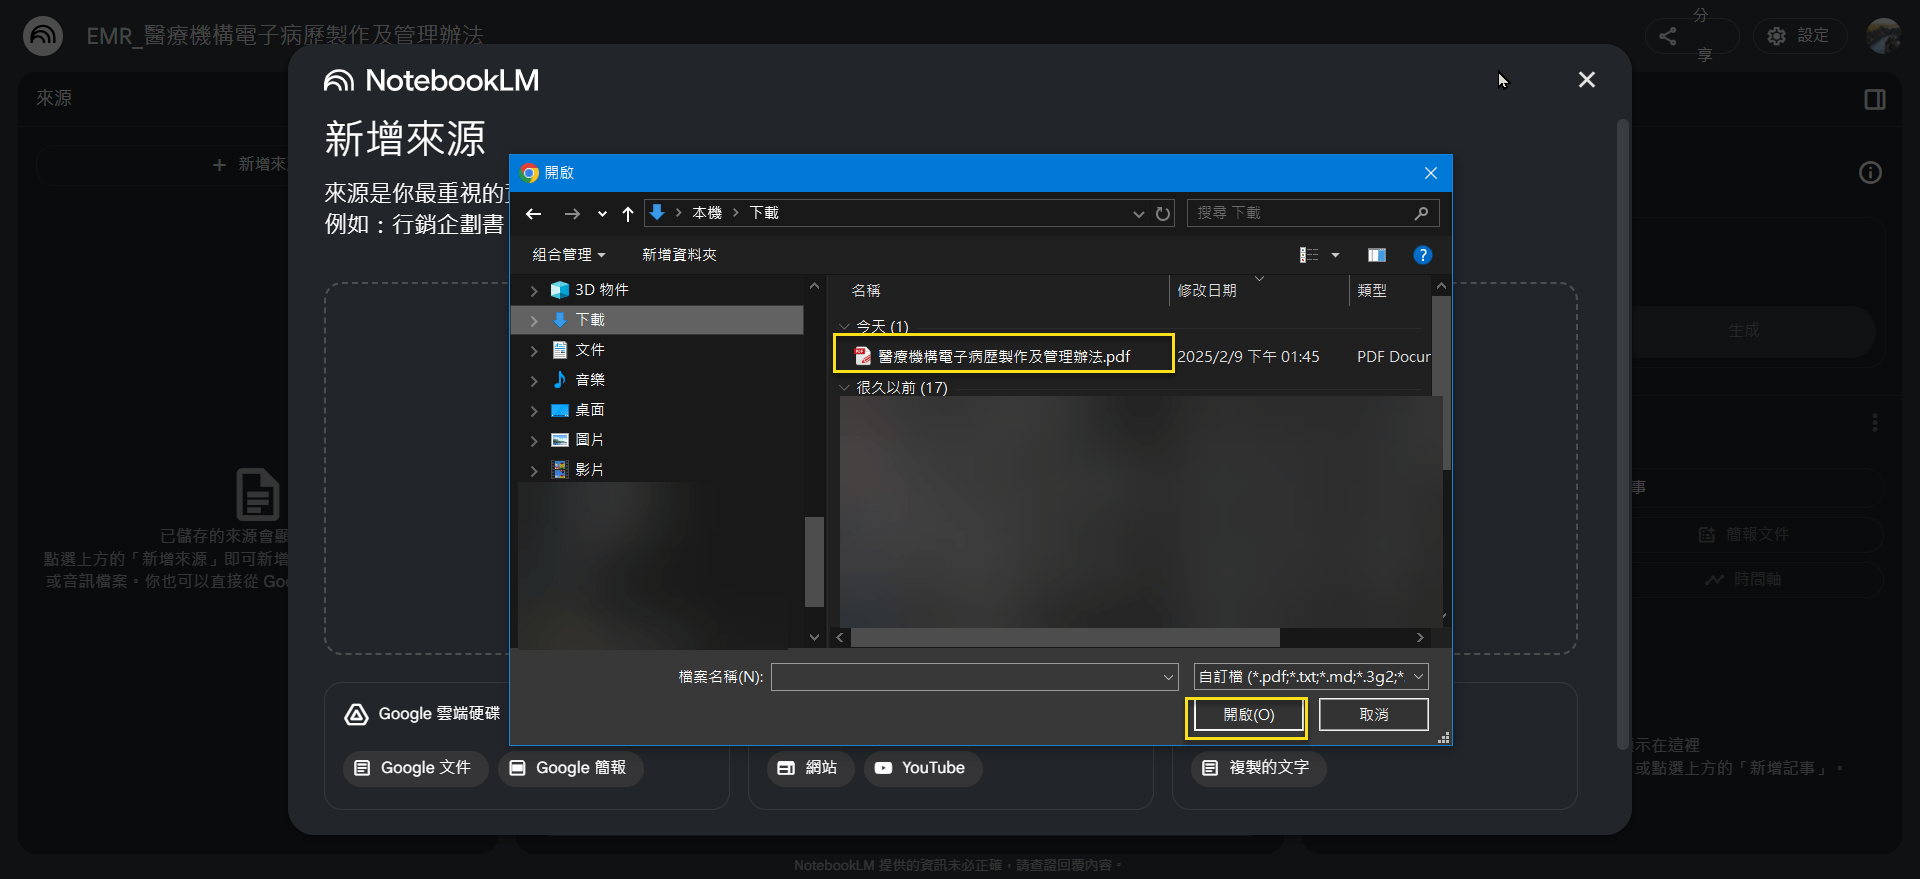 EMR_醫療機構電子病歷製作及管理辦法
分享
設定
來源
新增來
已儲存的來源會顯
點選上方的「新增來源」即可新增
或音訊檔案。你也可以直接從 Goo
NotebookLM
新增來源
來源是你最重視的
例如：行銷企劃書
開啟
本機
下載
搜尋 下載
組合管理
新增資料夾
3D 物件
下載
文件
音樂
桌面
圖片
影片
名稱
修改日期
類型
今天 (1)
醫療機構電子病歷製作及管理辦法.pdf
2025/2/9 下午 01:45
PDF Docur
很久以前 (17)
檔案名稱(N):
自訂檔 (*.pdf;*.txt;*.md;*.3g2;*
開啟(O)
取消
Google 雲端硬碟
Google 文件
Google 簡報
網站
YouTube
複製的文字
生成
事
簡報文件
時間軸
示在這裡
或點選上方的「新增記事」。
NotebookLM 提供的資訊未必正確，請查證回覆內容。